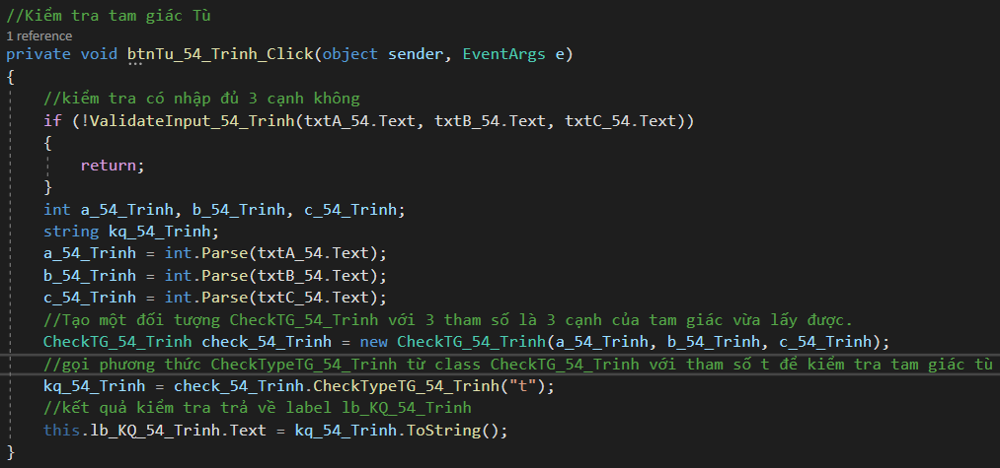 //Kiểm tra tam giác Tù
1 reference
private void btnTu_54_Trinh_Click(object sender, EventArgs e)
{
//kiểm tra có nhập đủ 3 cạnh không
if (!ValidateInput_54_Trinh(txtA_54.Text, txtB_54.Text, txtC_54.Text))
{
return;
}
int a_54_Trinh, b_54_Trinh, c_54_Trinh;
string kq_54_Trinh;
a_54_Trinh = int.Parse(txtA_54.Text);
b_54_Trinh = int.Parse(txtB_54.Text);
c_54_Trinh = int.Parse(txtC_54.Text);
//Tạo một đối tượng CheckTG_54_Trinh với 3 tham số là 3 cạnh của tam giác vừa lấy được.
CheckTG_54_Trinh check_54_Trinh = new CheckTG_54_Trinh(a_54_Trinh, b_54_Trinh, c_54_Trinh);
//gọi phương thức CheckTypeTG_54_Trinh từ class CheckTG_54_Trinh với tham số t để kiểm tra tam giác tù
kq_54_Trinh = check_54_Trinh.CheckTypeTG_54_Trinh("t");
//kết quả kiểm tra trả về label lb_KQ_54_Trinh
this.lb_KQ_54_Trinh.Text = kq_54_Trinh.ToString();
}